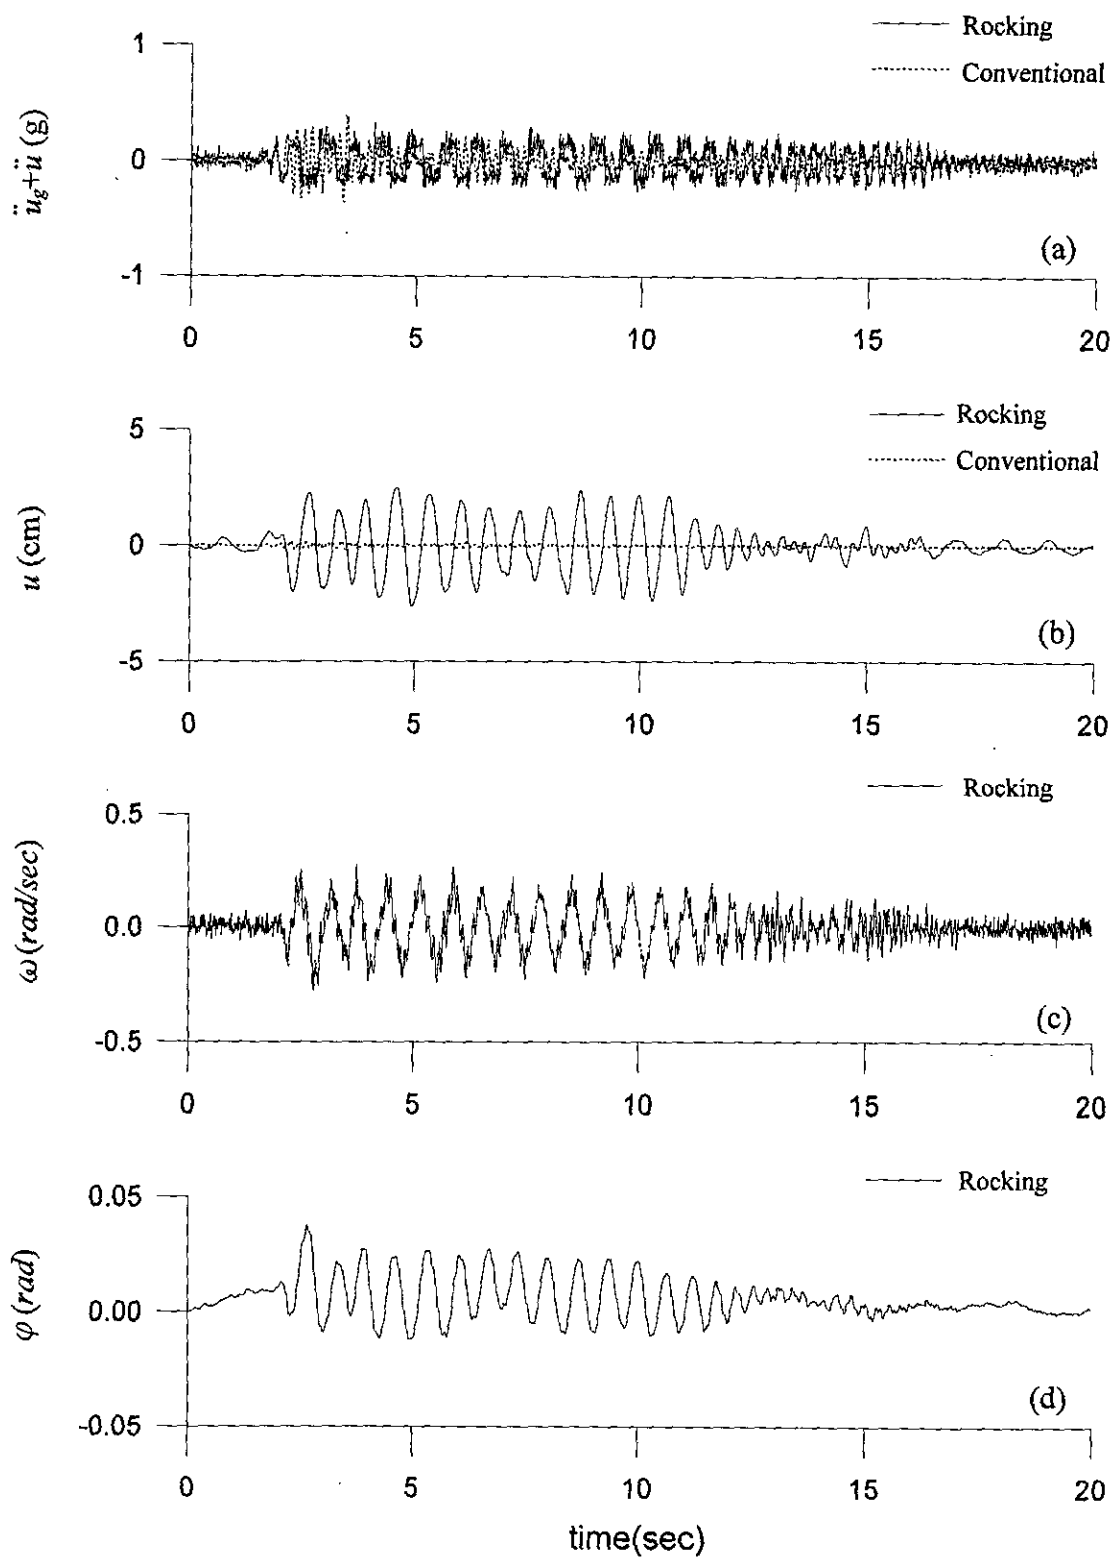 Rocking
Conventional
1
0
-1
ü_g+ü (g)
(a)
0 5 10 15 20
Rocking
Conventional
5
0
-5
u (cm)
(b)
0 5 10 15 20
Rocking
0.5
0.0
-0.5
ω(rad/sec)
(c)
0 5 10 15 20
Rocking
0.05
0.00
-0.05
φ(rad)
(d)
0 5 10 15 20
time(sec)